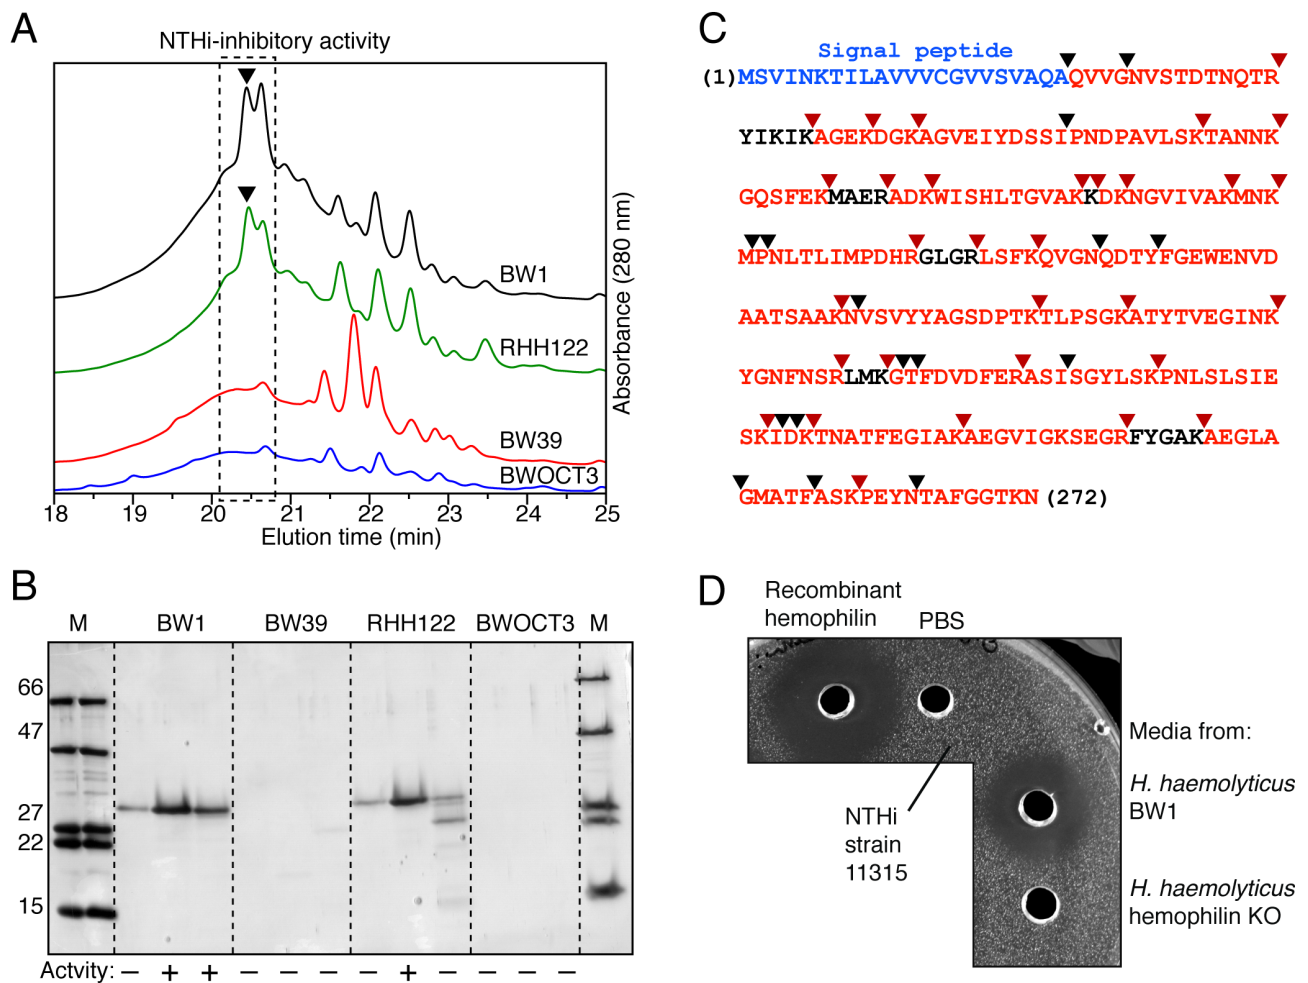 A
NTHi-inhibitory activity
BW1
RHH122
BW39
BWOCT3
Absorbance (280 nm)
18 19 20 21 22 23 24 25
Elution time (min)
B
M BW1 BW39 RHH122 BWOCT3 M
66
47
27
22
15
Actvity: – + + – – – – + – – – –
C
Signal peptide
(1)MSVINKTILAVVVCGVVSVAQAQVVGNVSTDTNQTR
YIKIKAGEKDGKAGVEIYDSSIPNDPAVLSKTANNK
GQSFEKMAERADKWISHLTGVAKKDKNGVIVAKMNK
MPNLTLIMPDHRGLGRLSFKQVGNQDTYFGEWENVD
AATSAAKNVSVYYAGSDPTKTLPSGKATYTVEGINK
YGNFNSRLMKGTFDVDFERASISGYLSKPNLSLSIE
SKIDKTNATFEGIAKAEGVIGKSEGRFYGAKAEGLA
GMATFASKPEYNTAFGGTKN (272)
D
Recombinant
hemophilin
PBS
NTHi
strain
11315
Media from:
H. haemolyticus
BW1
H. haemolyticus
hemophilin KO